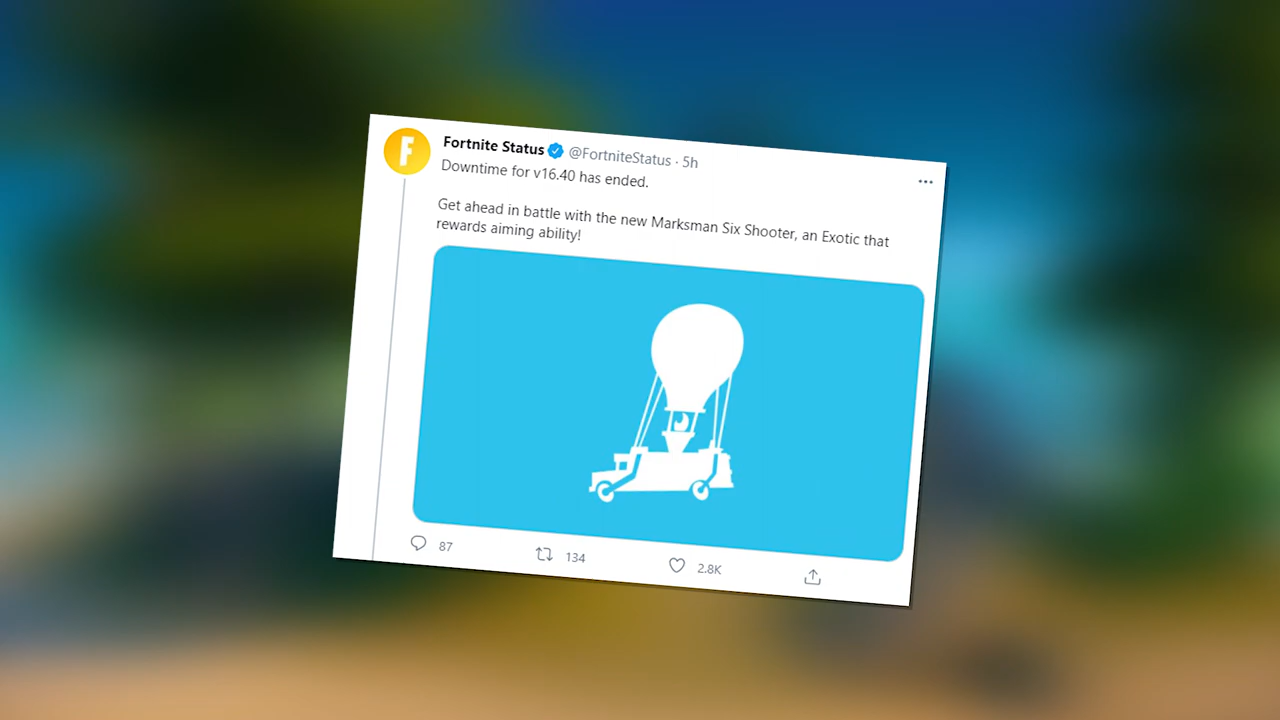 Fortnite Status @FortniteStatus · 5h
Downtime for v16.40 has ended.
Get ahead in battle with the new Marksman Six Shooter, an Exotic that
rewards aiming ability!
87 134 2.8K